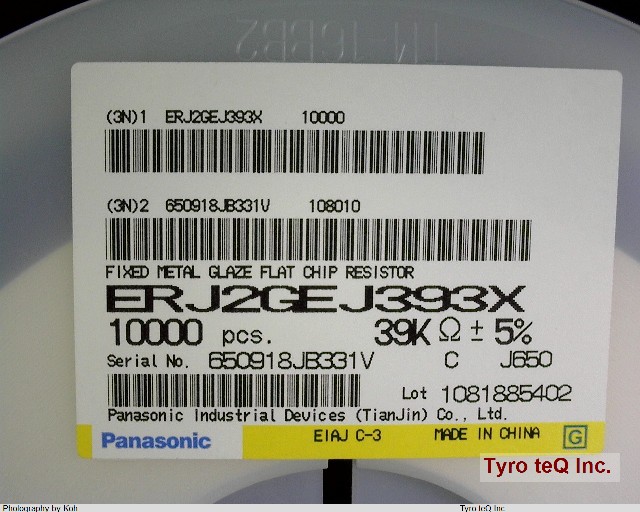 TN-16BB2
(3N)1 ERJ2GEJ393X 10000
(3N)2 650918JB331V 108010
FIXED METAL GLAZE FLAT CHIP RESISTOR
ERJ2GEJ393X
10000 pcs. 39K Ω ± 5%
Serial No. 650918JB331V C J650
Lot 1081885402
Panasonic Industrial Devices (TianJin) Co., Ltd.
Panasonic EIAJ C-3 MADE IN CHINA G
Tyro teQ Inc.
Photography by Koh Tyro teQ Inc